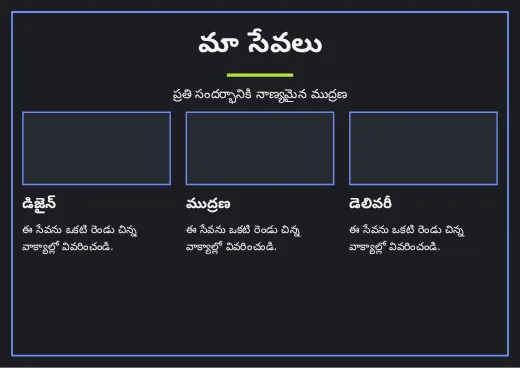 మా సేవలు
ప్రతి సందర్భానికి నాణ్యమైన ముద్రణ
డిజైన్
ఈ సేవను ఒకటి రెండు చిన్న
వాక్యాల్లో వివరించండి.
ముద్రణ
ఈ సేవను ఒకటి రెండు చిన్న
వాక్యాల్లో వివరించండి.
డెలివరీ
ఈ సేవను ఒకటి రెండు చిన్న
వాక్యాల్లో వివరించండి.